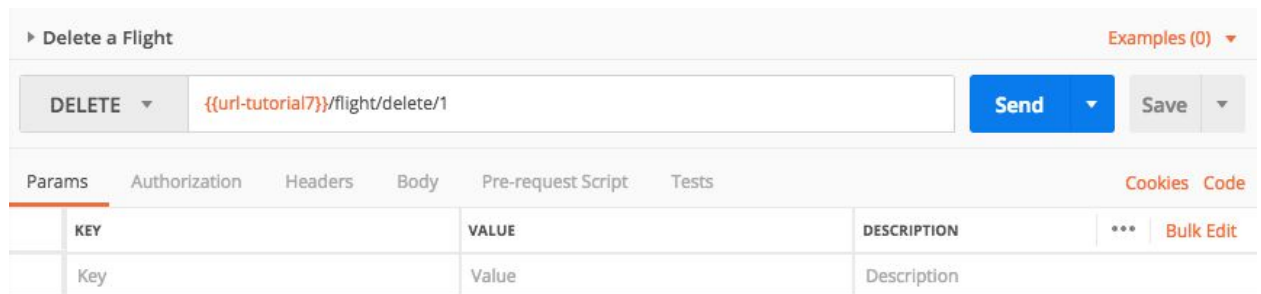 Delete a Flight Examples (0)
DELETE {{url-tutorial7}}/flight/delete/1 Send Save
Params Authorization Headers Body Pre-request Script Tests Cookies Code
KEY VALUE DESCRIPTION ••• Bulk Edit
Key Value Description